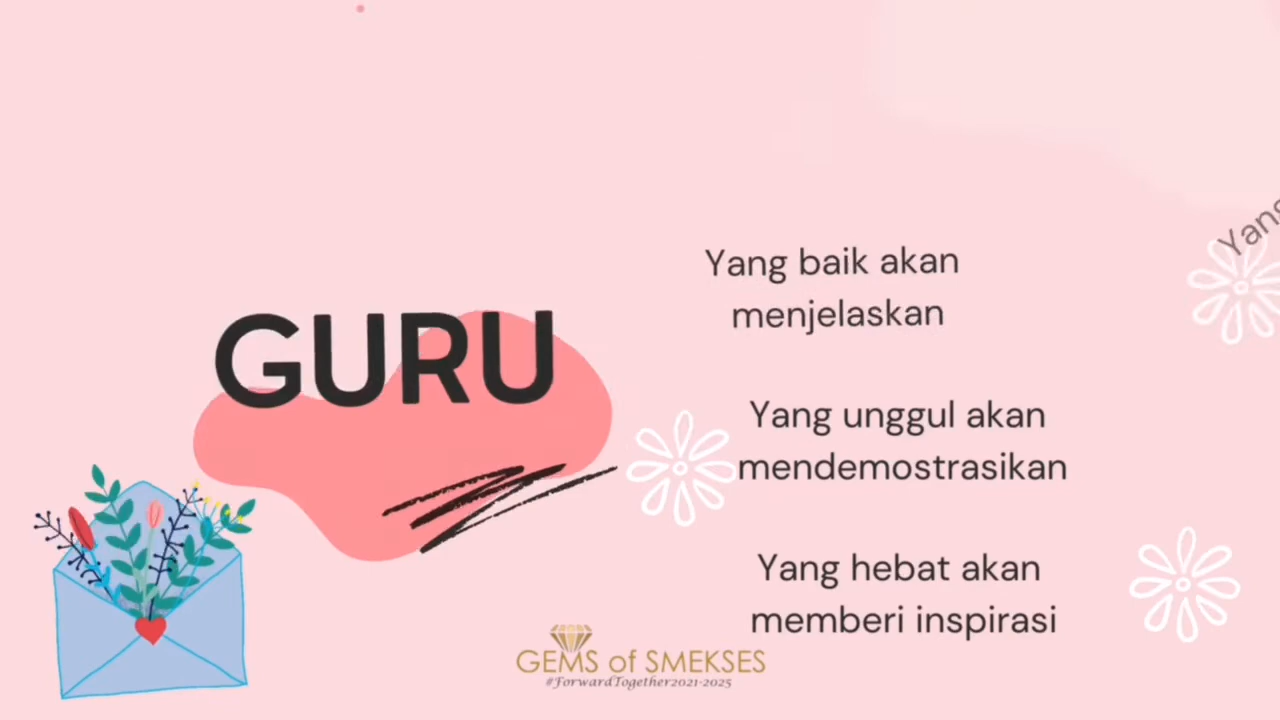 GURU
Yang baik akan
menjelaskan
Yang unggul akan
mendemostrasikan
Yang hebat akan
memberi inspirasi
Yang
GEMS of SMEKSES
#ForwardTogether2021-2025